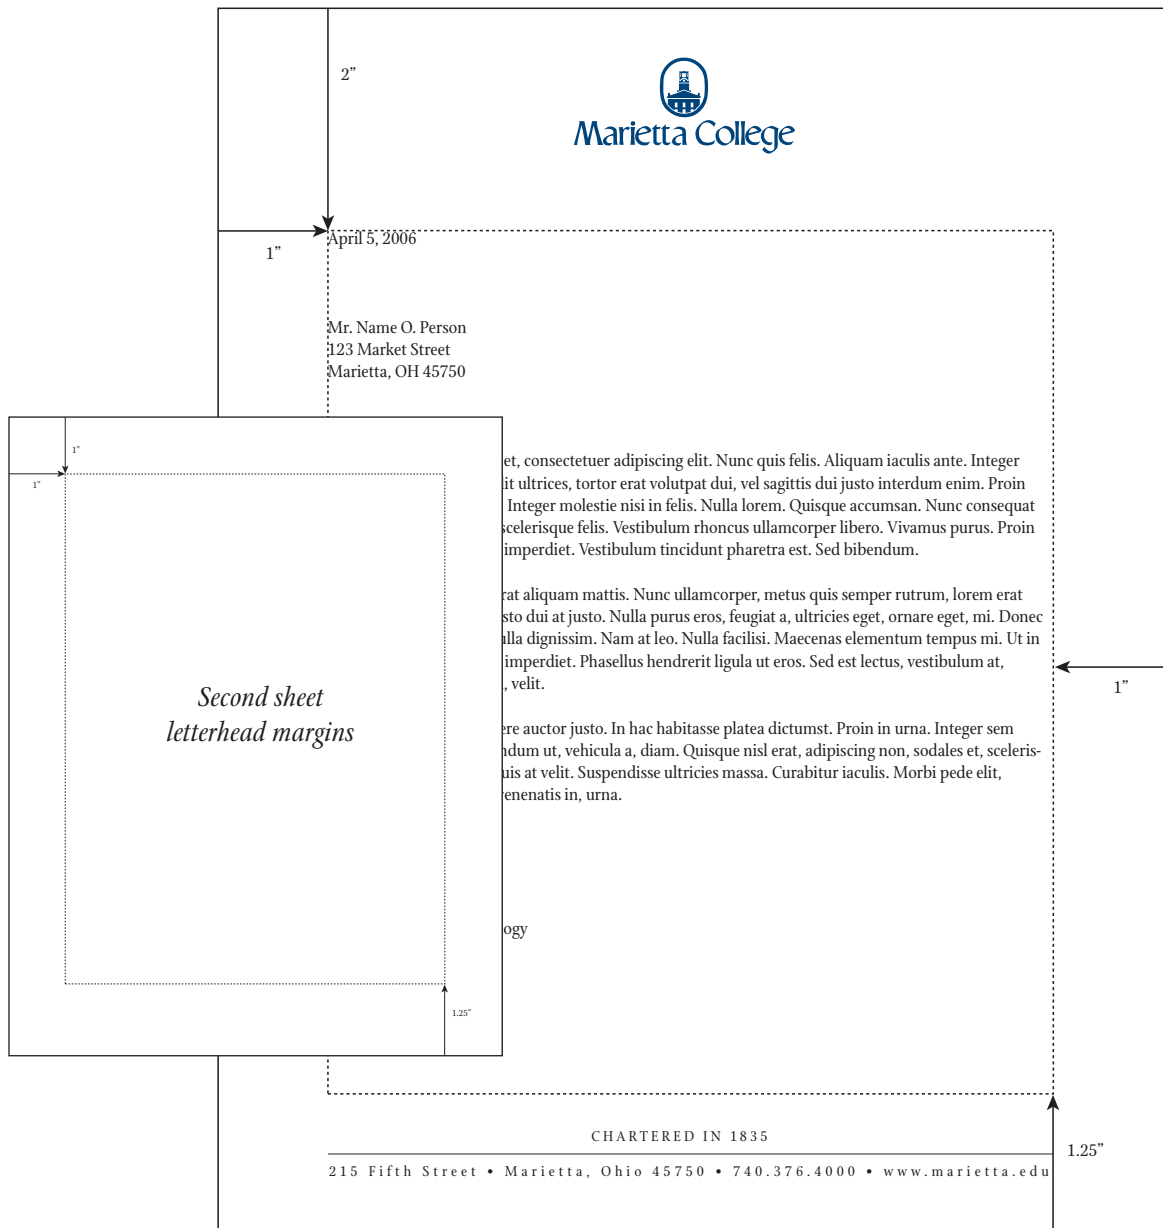 2”
Marietta College
1”
April 5, 2006
Mr. Name O. Person
123 Market Street
Marietta, OH 45750
1”
1”
Second sheet
letterhead margins
1.25”
et, consectetuer adipiscing elit. Nunc quis felis. Aliquam iaculis ante. Integer
it ultrices, tortor erat volutpat dui, vel sagittis dui justo interdum enim. Proin
Integer molestie nisi in felis. Nulla lorem. Quisque accumsan. Nunc consequat
scelerisque felis. Vestibulum rhoncus ullamcorper libero. Vivamus purus. Proin
imperdiet. Vestibulum tincidunt pharetra est. Sed bibendum.
rat aliquam mattis. Nunc ullamcorper, metus quis semper rutrum, lorem erat
sto dui at justo. Nulla purus eros, feugiat a, ultricies eget, ornare eget, mi. Donec
ulla dignissim. Nam at leo. Nulla facilisi. Maecenas elementum tempus mi. Ut in
imperdiet. Phasellus hendrerit ligula ut eros. Sed est lectus, vestibulum at,
, velit.
1”
ere auctor justo. In hac habitasse platea dictumst. Proin in urna. Integer sem
ndum ut, vehicula a, diam. Quisque nisl erat, adipiscing non, sodales et, sceleris-
uis at velit. Suspendisse ultricies massa. Curabitur iaculis. Morbi pede elit,
venenatis in, urna.
ogy
CHARTERED IN 1835
1.25”
215 Fifth Street • Marietta, Ohio 45750 • 740.376.4000 • www.marietta.edu